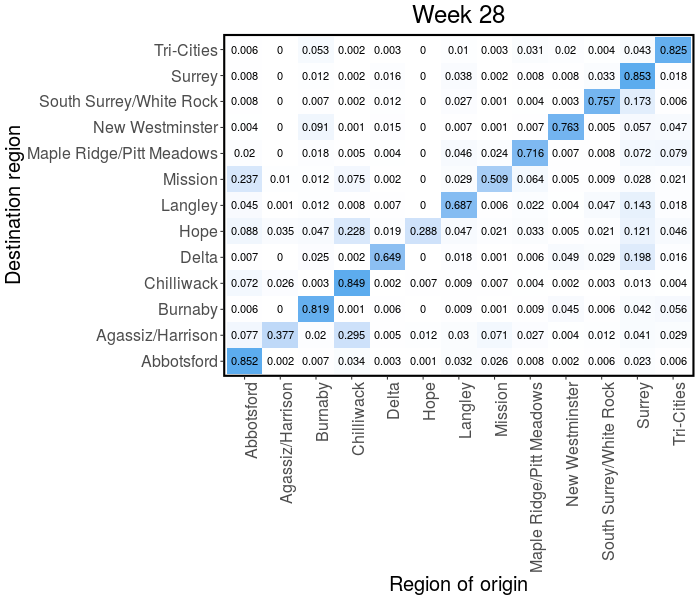 Week 28
Destination region
Tri-Cities 0.006 0 0.053 0.002 0.003 0 0.01 0.003 0.031 0.02 0.004 0.043 0.825
Surrey 0.008 0 0.012 0.002 0.016 0 0.038 0.002 0.008 0.008 0.033 0.853 0.018
South Surrey/White Rock 0.008 0 0.007 0.002 0.012 0 0.027 0.001 0.004 0.003 0.757 0.173 0.006
New Westminster 0.004 0 0.091 0.001 0.015 0 0.007 0.001 0.007 0.763 0.005 0.057 0.047
Maple Ridge/Pitt Meadows 0.02 0 0.018 0.005 0.004 0 0.046 0.024 0.716 0.007 0.008 0.072 0.079
Mission 0.237 0.01 0.012 0.075 0.002 0 0.029 0.509 0.064 0.005 0.009 0.028 0.021
Langley 0.045 0.001 0.012 0.008 0.007 0 0.687 0.006 0.022 0.004 0.047 0.143 0.018
Hope 0.088 0.035 0.047 0.228 0.019 0.288 0.047 0.021 0.033 0.005 0.021 0.121 0.046
Delta 0.007 0 0.025 0.002 0.649 0 0.018 0.001 0.006 0.049 0.029 0.198 0.016
Chilliwack 0.072 0.026 0.003 0.849 0.002 0.007 0.009 0.007 0.004 0.002 0.003 0.013 0.004
Burnaby 0.006 0 0.819 0.001 0.006 0 0.009 0.001 0.009 0.045 0.006 0.042 0.056
Agassiz/Harrison 0.077 0.377 0.02 0.295 0.005 0.012 0.03 0.071 0.027 0.004 0.012 0.041 0.029
Abbotsford 0.852 0.002 0.007 0.034 0.003 0.001 0.032 0.026 0.008 0.002 0.006 0.023 0.006
Abbotsford
Agassiz/Harrison
Burnaby
Chilliwack
Delta
Hope
Langley
Mission
Maple Ridge/Pitt Meadows
New Westminster
South Surrey/White Rock
Surrey
Tri-Cities
Region of origin